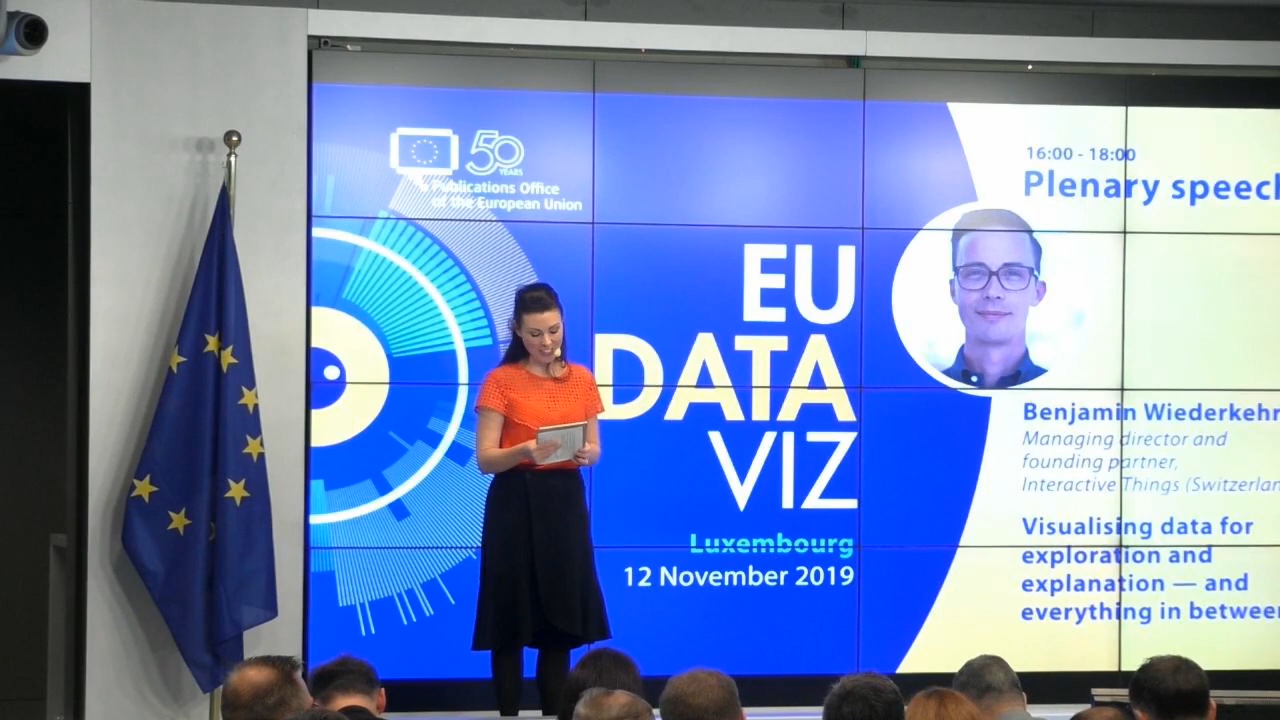 50
YEARS
Publications Office
of the European Union
EU
DATA
VIZ
Luxembourg
12 November 2019
16:00 - 18:00
Plenary speech
Benjamin Wiederkehr
Managing director and
founding partner,
Interactive Things (Switzerlan
Visualising data for
exploration and
explanation — and
everything in between